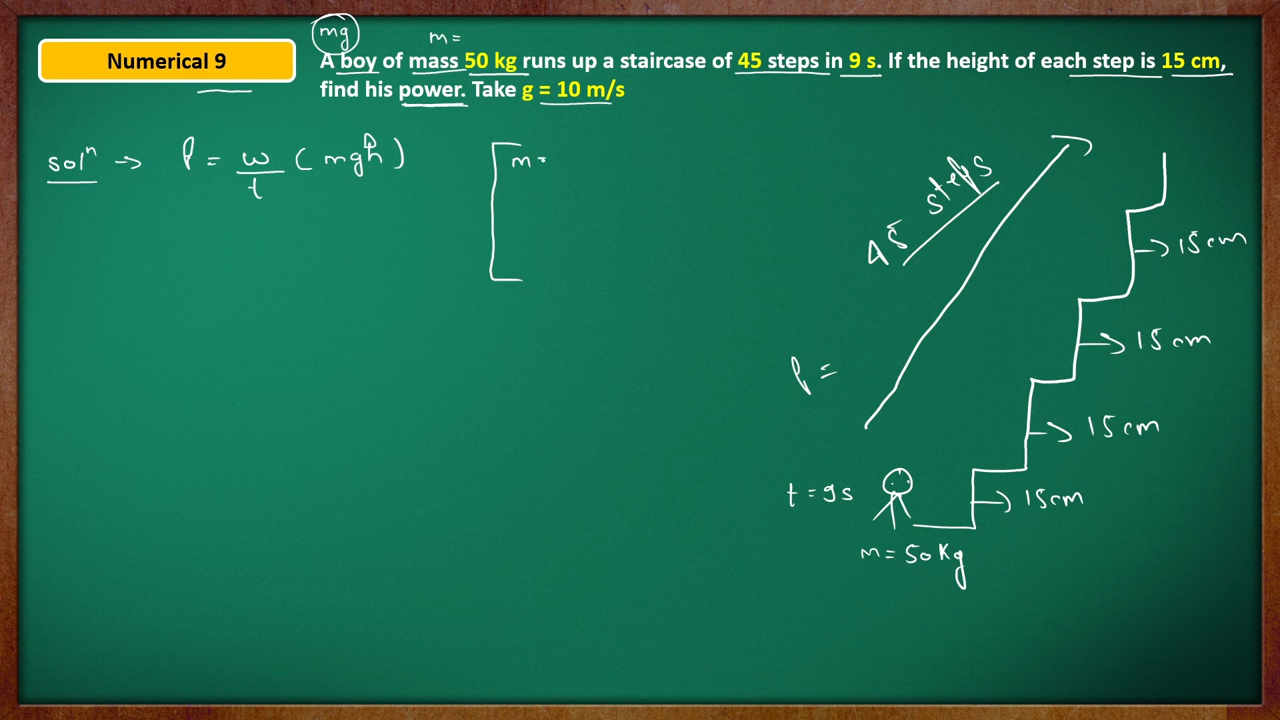 mg
m =
Numerical 9
A boy of mass 50 kg runs up a staircase of 45 steps in 9 s. If the height of each step is 15 cm,
find his power. Take g = 10 m/s
solⁿ → P = w/t (mgh)
m =
45 steps
15 cm
15 cm
P =
15 cm
t = 9s
15 cm
m = 50 Kg